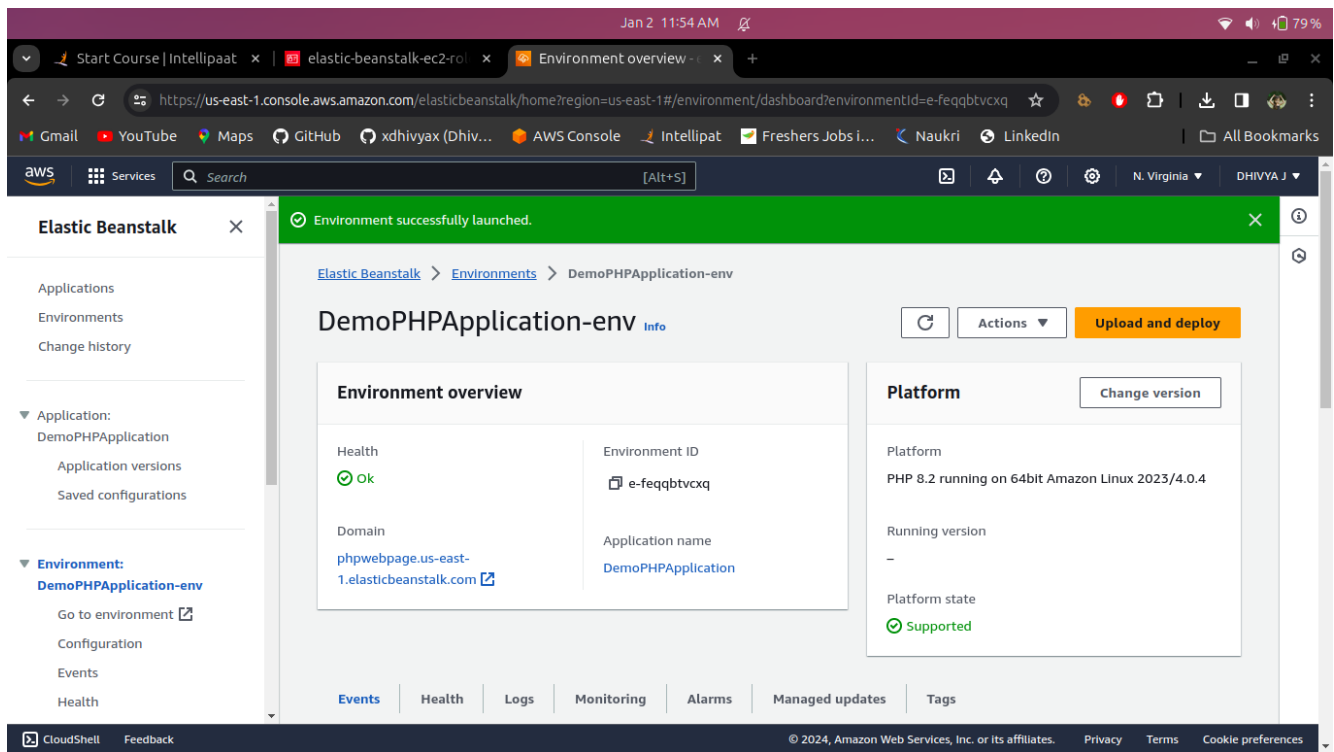 Jan 2 11:54 AM
79 %
Start Course | Intellipaat
elastic-beanstalk-ec2-rol
Environment overview - e
https://us-east-1.console.aws.amazon.com/elasticbeanstalk/home?region=us-east-1#/environment/dashboard?environmentId=e-feqqbtvcxq
Gmail YouTube Maps GitHub xdhivyax (Dhiv... AWS Console Intellipat Freshers Jobs i... Naukri LinkedIn All Bookmarks
aws Services Search [Alt+S] N. Virginia DHIVYA J
Elastic Beanstalk
Applications
Environments
Change history
Application:
DemoPHPApplication
Application versions
Saved configurations
Environment:
DemoPHPApplication-env
Go to environment
Configuration
Events
Health
Environment successfully launched.
Elastic Beanstalk > Environments > DemoPHPApplication-env
DemoPHPApplication-env Info
Actions
Upload and deploy
Environment overview
Health
Ok
Domain
phpwebpage.us-east-
1.elasticbeanstalk.com
Environment ID
e-feqqbtvcxq
Application name
DemoPHPApplication
Platform
Change version
Platform
PHP 8.2 running on 64bit Amazon Linux 2023/4.0.4
Running version
–
Platform state
Supported
Events Health Logs Monitoring Alarms Managed updates Tags
CloudShell Feedback © 2024, Amazon Web Services, Inc. or its affiliates. Privacy Terms Cookie preferences